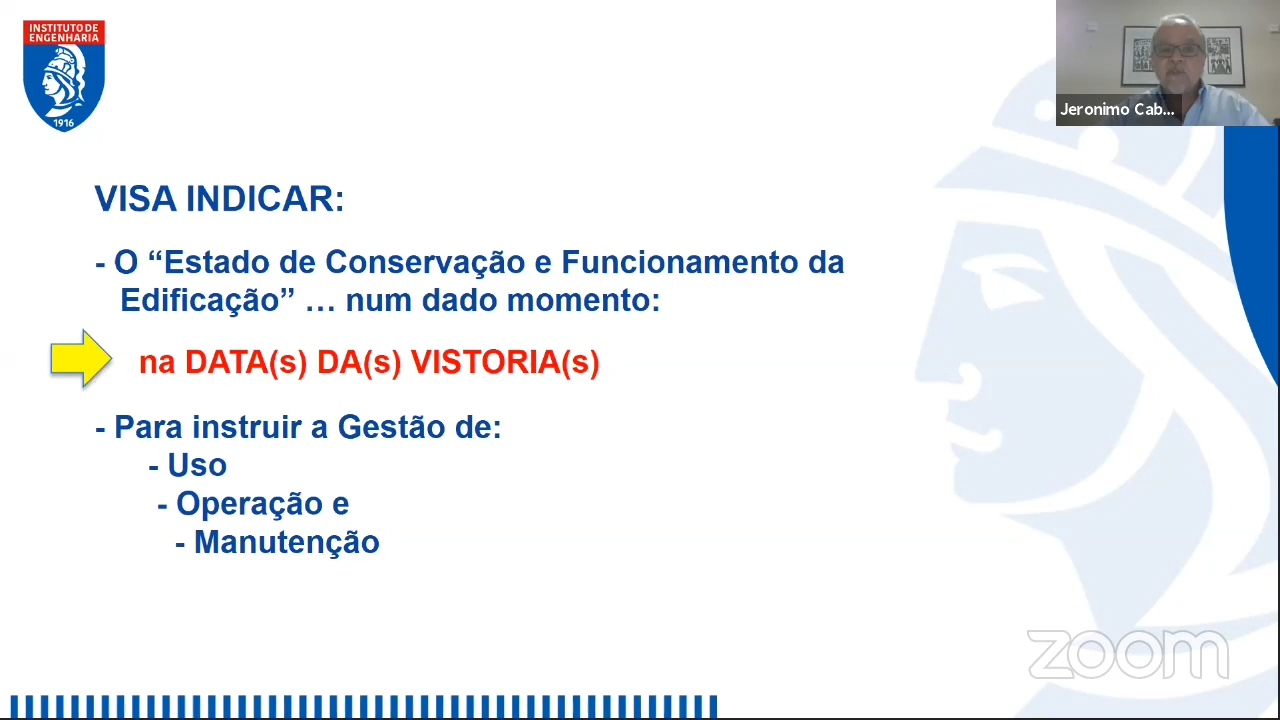 INSTITUTO DE
ENGENHARIA
1916
Jeronimo Cab...
VISA INDICAR:
- O “Estado de Conservação e Funcionamento da
Edificação” … num dado momento:
na DATA(s) DA(s) VISTORIA(s)
- Para instruir a Gestão de:
- Uso
- Operação e
- Manutenção
zoom